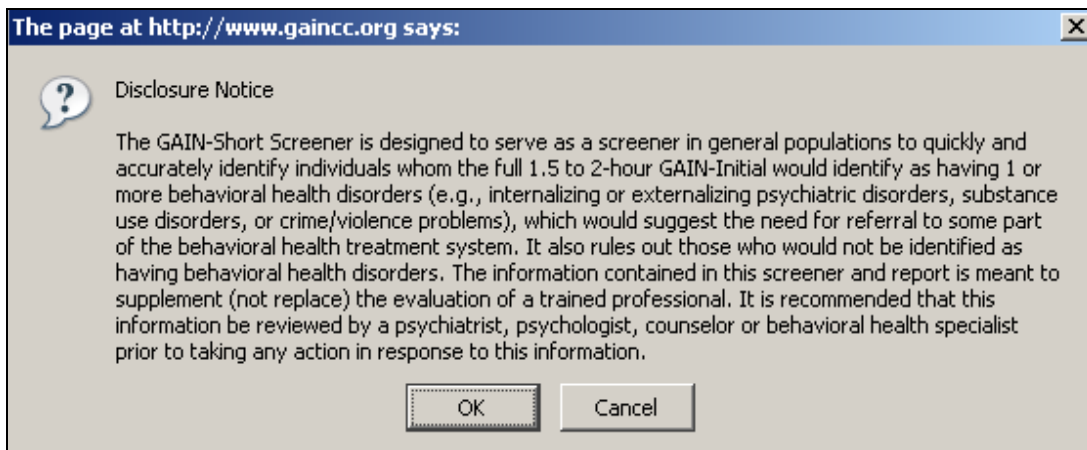 The page at http://www.gaincc.org says:
Disclosure Notice
The GAIN-Short Screener is designed to serve as a screener in general populations to quickly and
accurately identify individuals whom the full 1.5 to 2-hour GAIN-Initial would identify as having 1 or
more behavioral health disorders (e.g., internalizing or externalizing psychiatric disorders, substance
use disorders, or crime/violence problems), which would suggest the need for referral to some part
of the behavioral health treatment system. It also rules out those who would not be identified as
having behavioral health disorders. The information contained in this screener and report is meant to
supplement (not replace) the evaluation of a trained professional. It is recommended that this
information be reviewed by a psychiatrist, psychologist, counselor or behavioral health specialist
prior to taking any action in response to this information.
OK Cancel